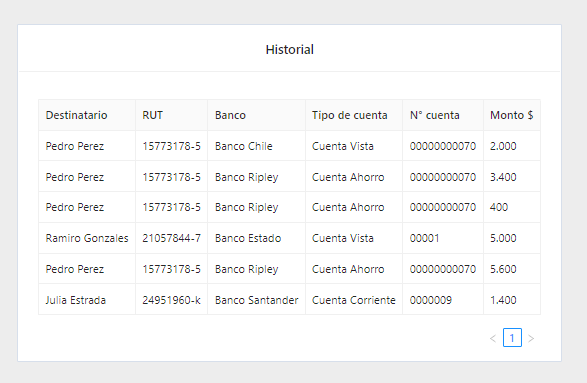 Historial
Destinatario RUT Banco Tipo de cuenta N° cuenta Monto $
Pedro Perez 15773178-5 Banco Chile Cuenta Vista 00000000070 2.000
Pedro Perez 15773178-5 Banco Ripley Cuenta Ahorro 00000000070 3.400
Pedro Perez 15773178-5 Banco Ripley Cuenta Ahorro 00000000070 400
Ramiro Gonzales 21057844-7 Banco Estado Cuenta Vista 00001 5.000
Pedro Perez 15773178-5 Banco Ripley Cuenta Ahorro 00000000070 5.600
Julia Estrada 24951960-k Banco Santander Cuenta Corriente 0000009 1.400
< 1 >